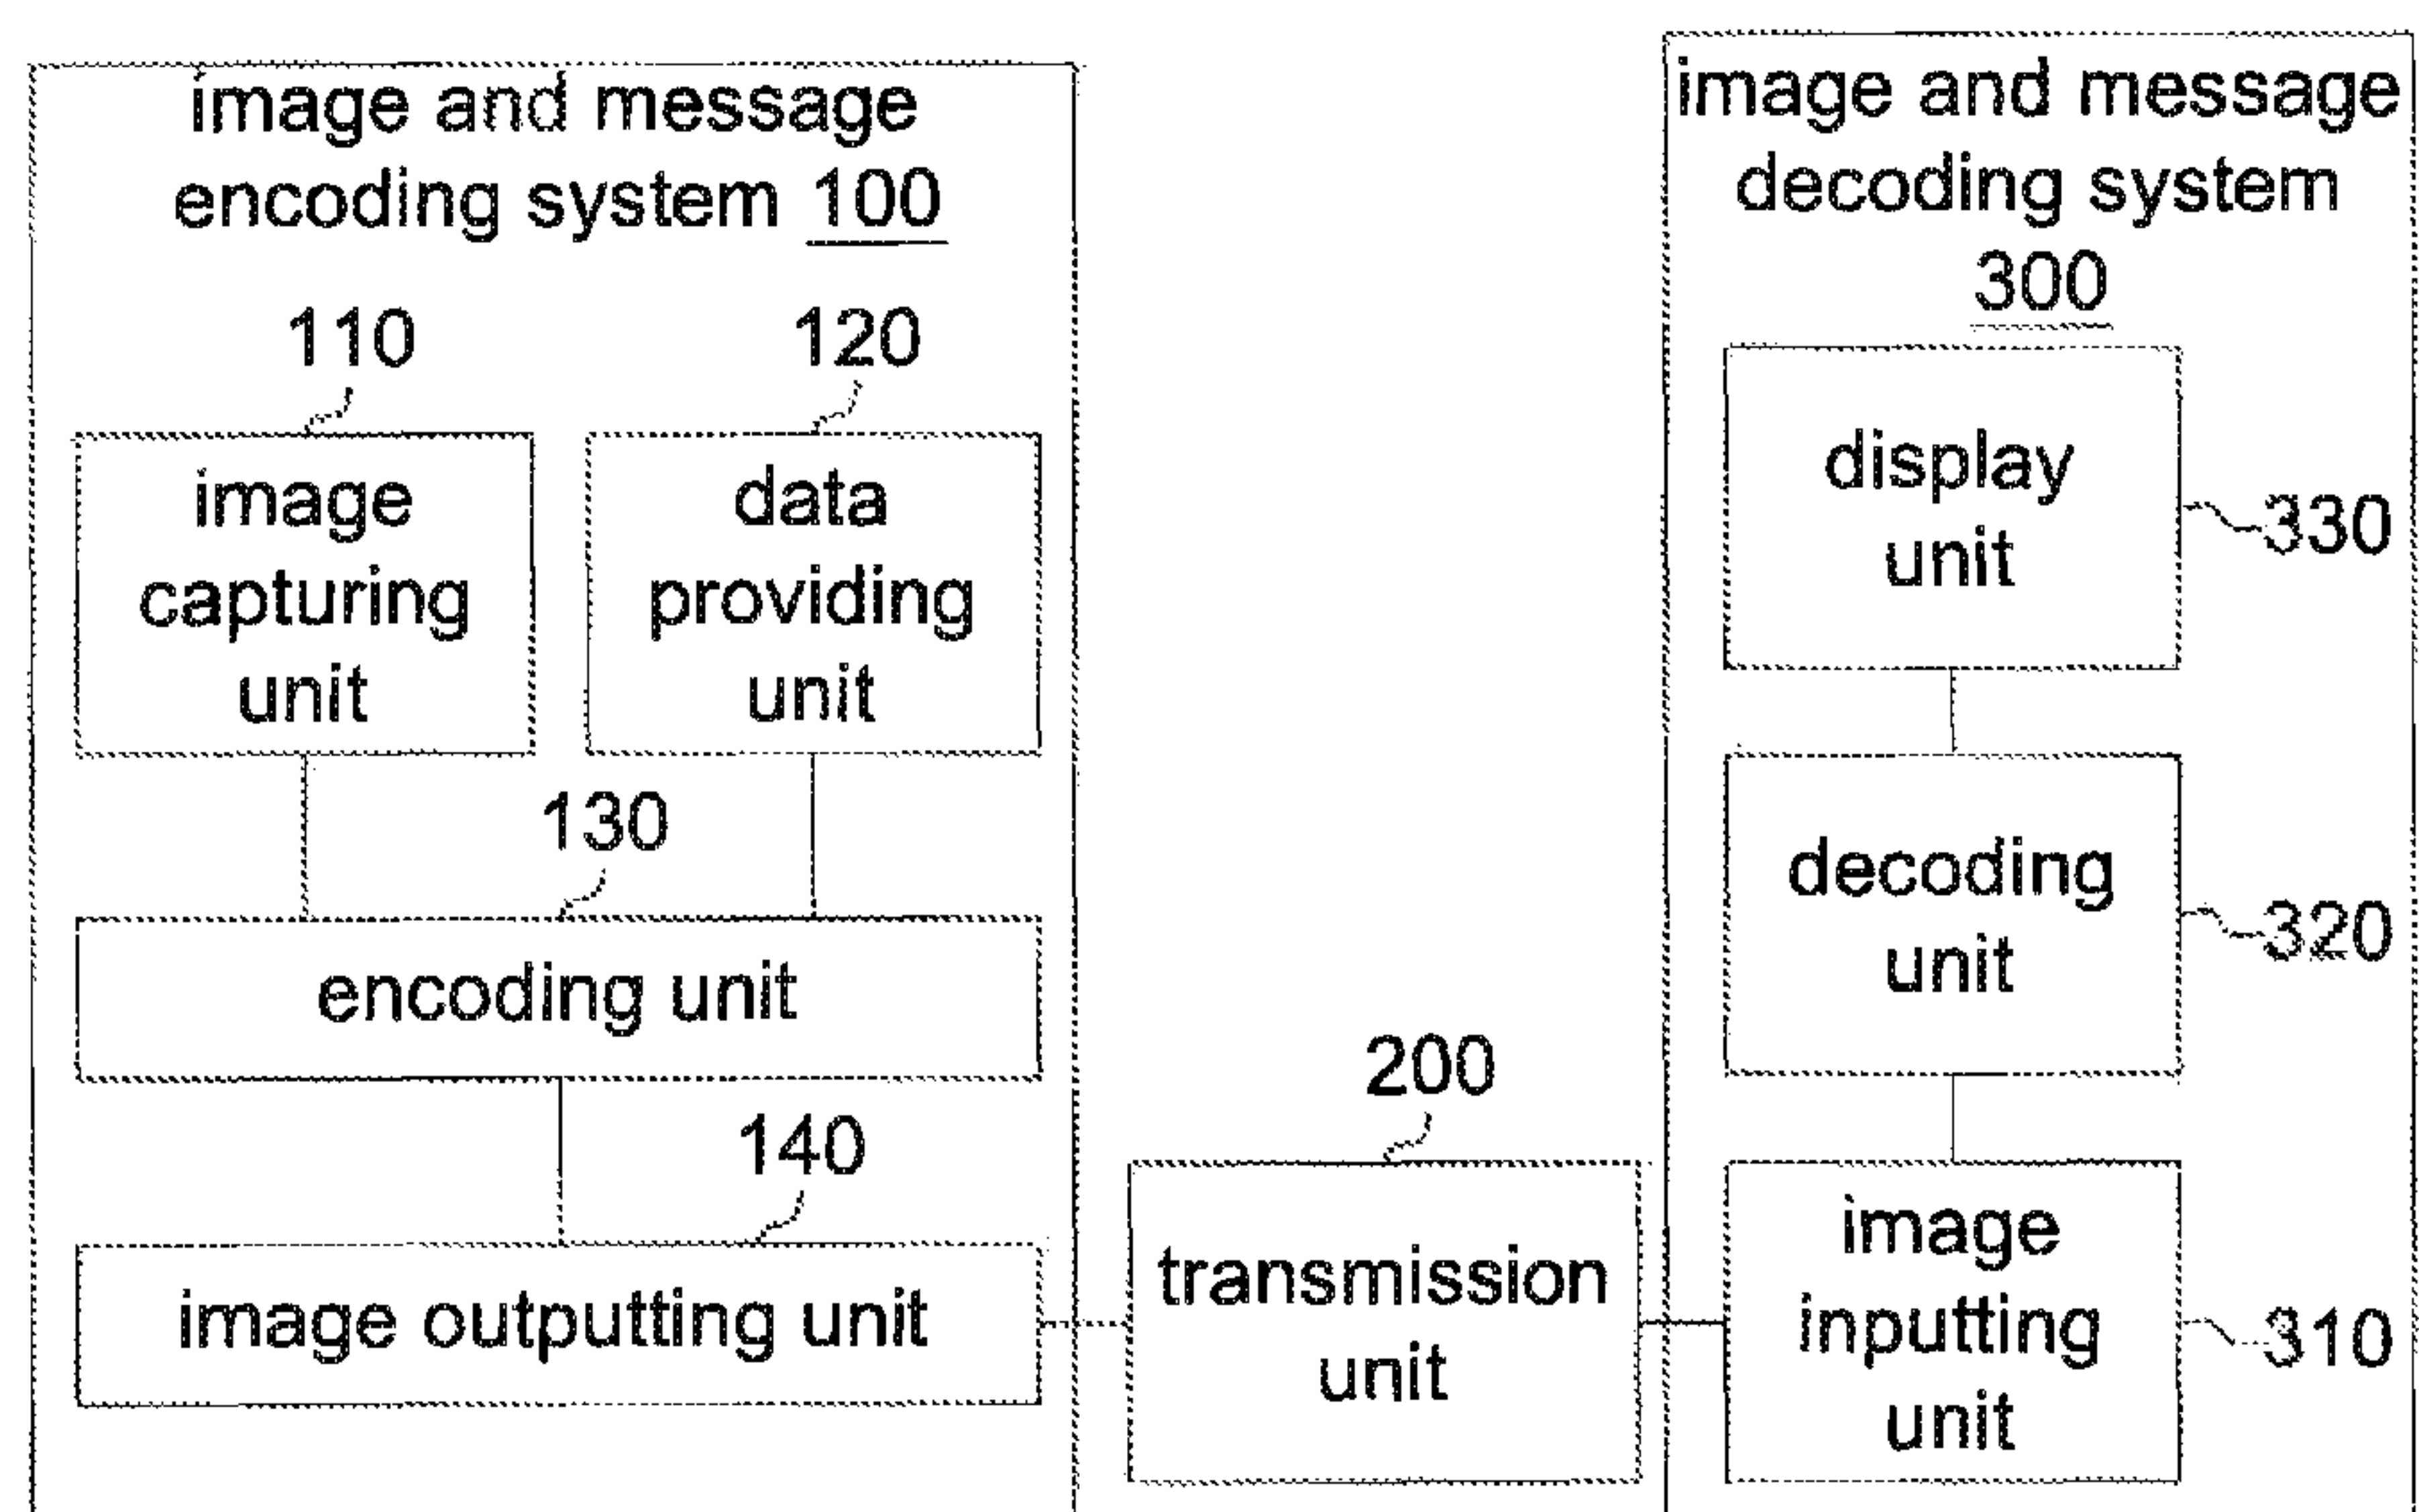 image and message
encoding system 100
110
120
image
capturing
unit
data
providing
unit
130
encoding unit
140
image outputting unit
200
transmission
unit
image and message
decoding system
300
display
unit
330
decoding
unit
320
image
inputting
unit
310